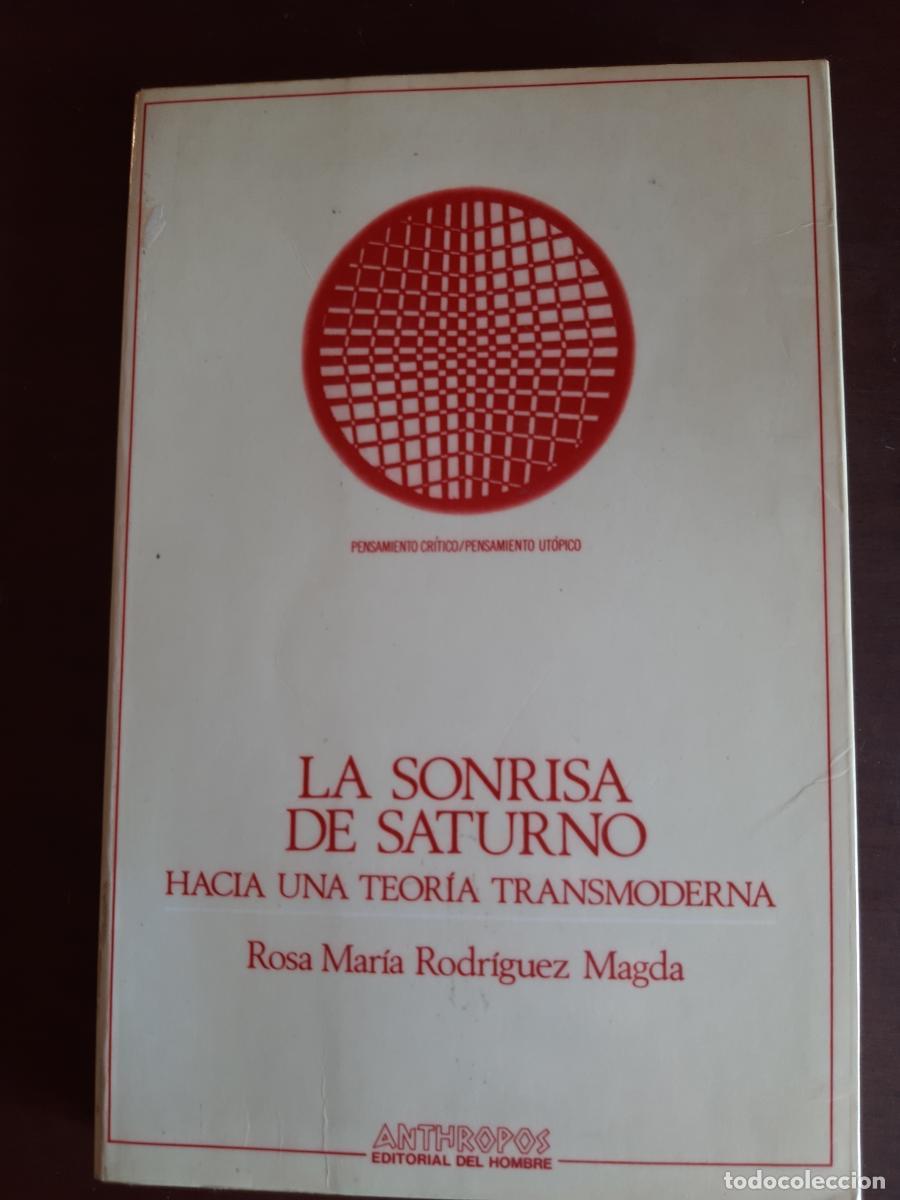 PENSAMIENTO CRÍTICO/PENSAMIENTO UTÓPICO
LA SONRISA
DE SATURNO
HACIA UNA TEORÍA TRANSMODERNA
Rosa María Rodríguez Magda
ANTHROPOS
EDITORIAL DEL HOMBRE
todocoleccion